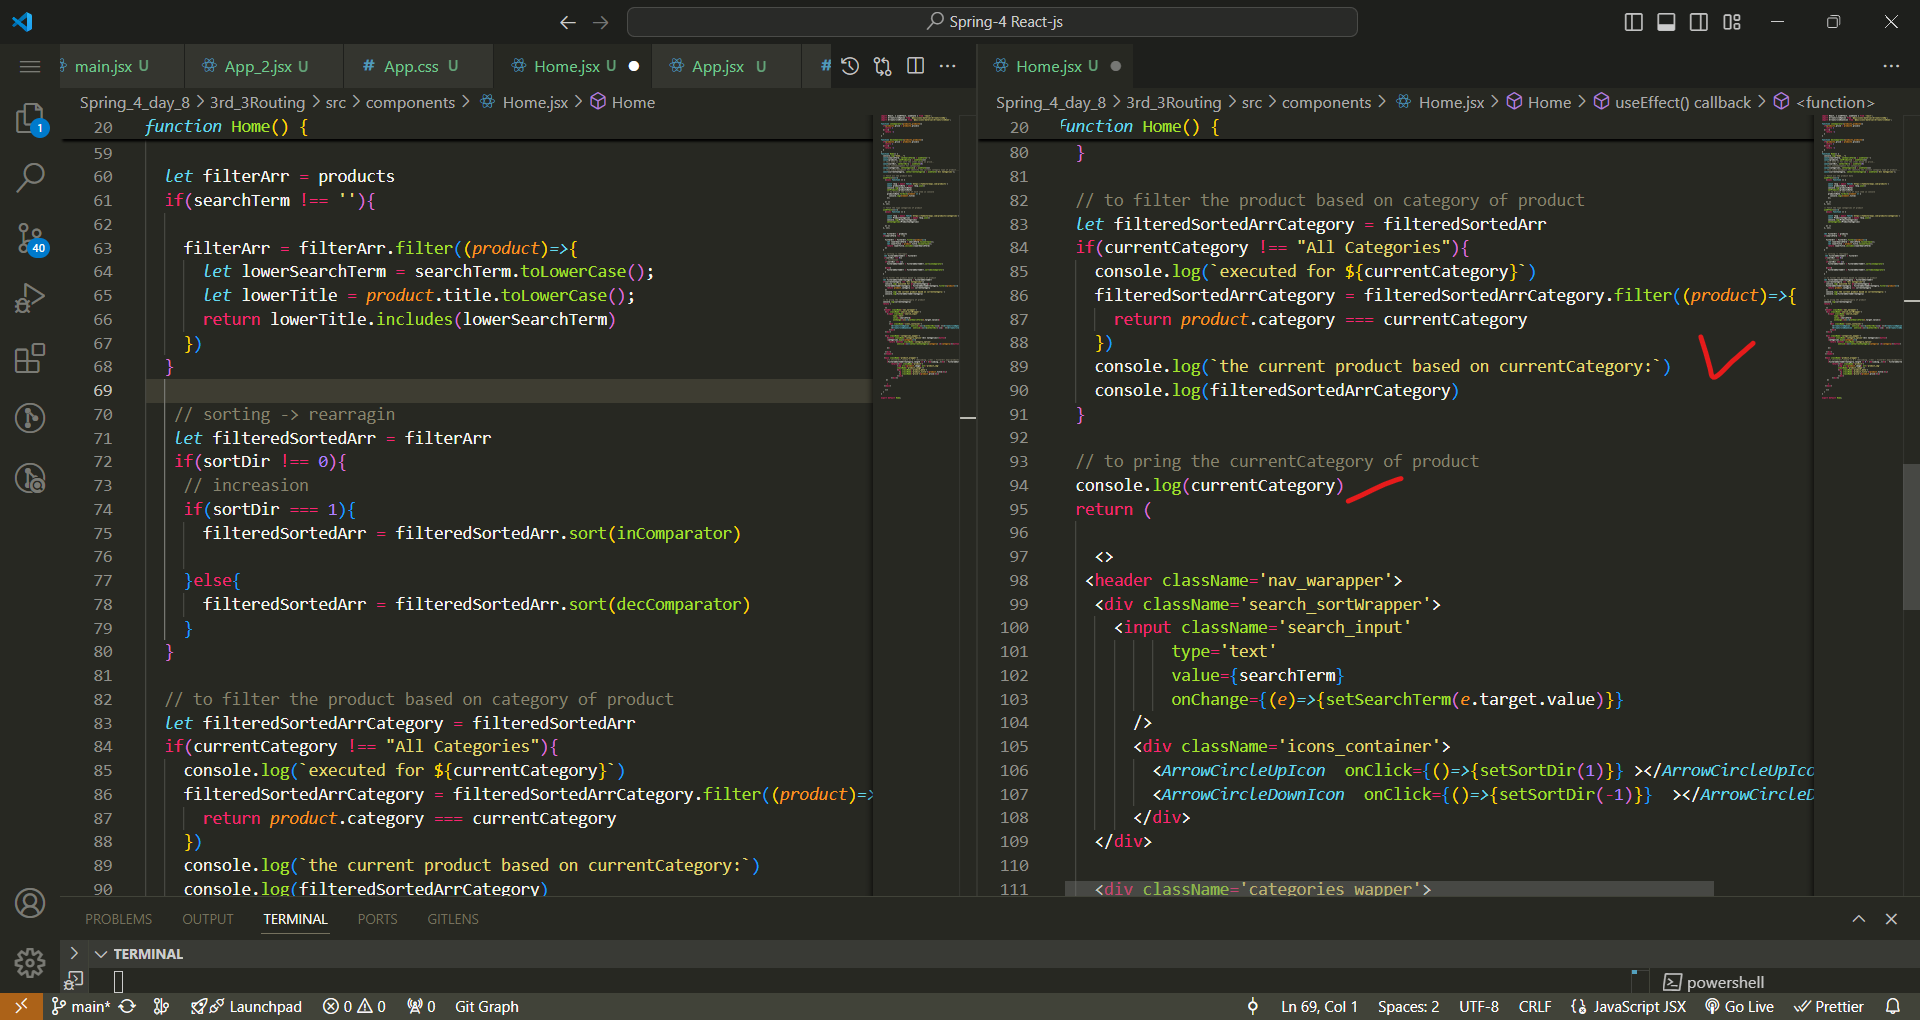 Spring-4 React-js
main.jsx U
App_2.jsx U
# App.css U
Home.jsx U
App.jsx U
#
Home.jsx U
Spring_4_day_8 > 3rd_3Routing > src > components > Home.jsx > Home
Spring_4_day_8 > 3rd_3Routing > src > components > Home.jsx > Home > useEffect() callback > <function>
20 function Home() {
59
60 let filterArr = products
61 if(searchTerm !== ''){
62
63 filterArr = filterArr.filter((product)=>{
64 let lowerSearchTerm = searchTerm.toLowerCase();
65 let lowerTitle = product.title.toLowerCase();
66 return lowerTitle.includes(lowerSearchTerm)
67 })
68 }
69
70 // sorting -> rearragin
71 let filteredSortedArr = filterArr
72 if(sortDir !== 0){
73 // increasion
74 if(sortDir === 1){
75 filteredSortedArr = filteredSortedArr.sort(inComparator)
76
77 }else{
78 filteredSortedArr = filteredSortedArr.sort(decComparator)
79 }
80 }
81
82 // to filter the product based on category of product
83 let filteredSortedArrCategory = filteredSortedArr
84 if(currentCategory !== "All Categories"){
85 console.log(`executed for ${currentCategory}`)
86 filteredSortedArrCategory = filteredSortedArrCategory.filter((product)=>
87 return product.category === currentCategory
88 })
89 console.log(`the current product based on currentCategory:`)
90 console.log(filteredSortedArrCategory)
20 function Home() {
80 }
81
82 // to filter the product based on category of product
83 let filteredSortedArrCategory = filteredSortedArr
84 if(currentCategory !== "All Categories"){
85 console.log(`executed for ${currentCategory}`)
86 filteredSortedArrCategory = filteredSortedArrCategory.filter((product)=>{
87 return product.category === currentCategory
88 })
89 console.log(`the current product based on currentCategory:`)
90 console.log(filteredSortedArrCategory)
91 }
92
93 // to pring the currentCategory of product
94 console.log(currentCategory)
95 return (
96
97 <>
98 <header className='nav_warapper'>
99 <div className='search_sortWrapper'>
100 <input className='search_input'
101 type='text'
102 value={searchTerm}
103 onChange={(e)=>{setSearchTerm(e.target.value)}}
104 />
105 <div className='icons_container'>
106 <ArrowCircleUpIcon onClick={()=>{setSortDir(1)}} ></ArrowCircleUpIco
107 <ArrowCircleDownIcon onClick={()=>{setSortDir(-1)}} ></ArrowCircleD
108 </div>
109 </div>
110
111 <div className='categories_wapper'>
1
40
PROBLEMS OUTPUT TERMINAL PORTS GITLENS
TERMINAL
powershell
main* Launchpad 0 0 0 Git Graph
Ln 69, Col 1 Spaces: 2 UTF-8 CRLF {} JavaScript JSX Go Live Prettier